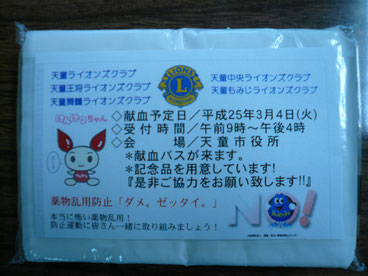 天童ライオンズクラブ
天童王将ライオンズクラブ
天童舞鶴ライオンズクラブ
LIONS
L
天童中央ライオンズクラブ
天童もみじライオンズクラブ
けんけつちゃん
◇献血予定日／平成25年3月4日(火)
◇受付時間／午前9時～午後4時
◇会　　場／天童市役所
＊献血バスが来ます。
＊記念品を用意しています!
『是非ご協力をお願い致します!!』
薬物乱用防止「ダメ。ゼッタイ。」
本当に怖い薬物乱用！
防止運動に皆さん一緒に取り組みましょう！
NO!